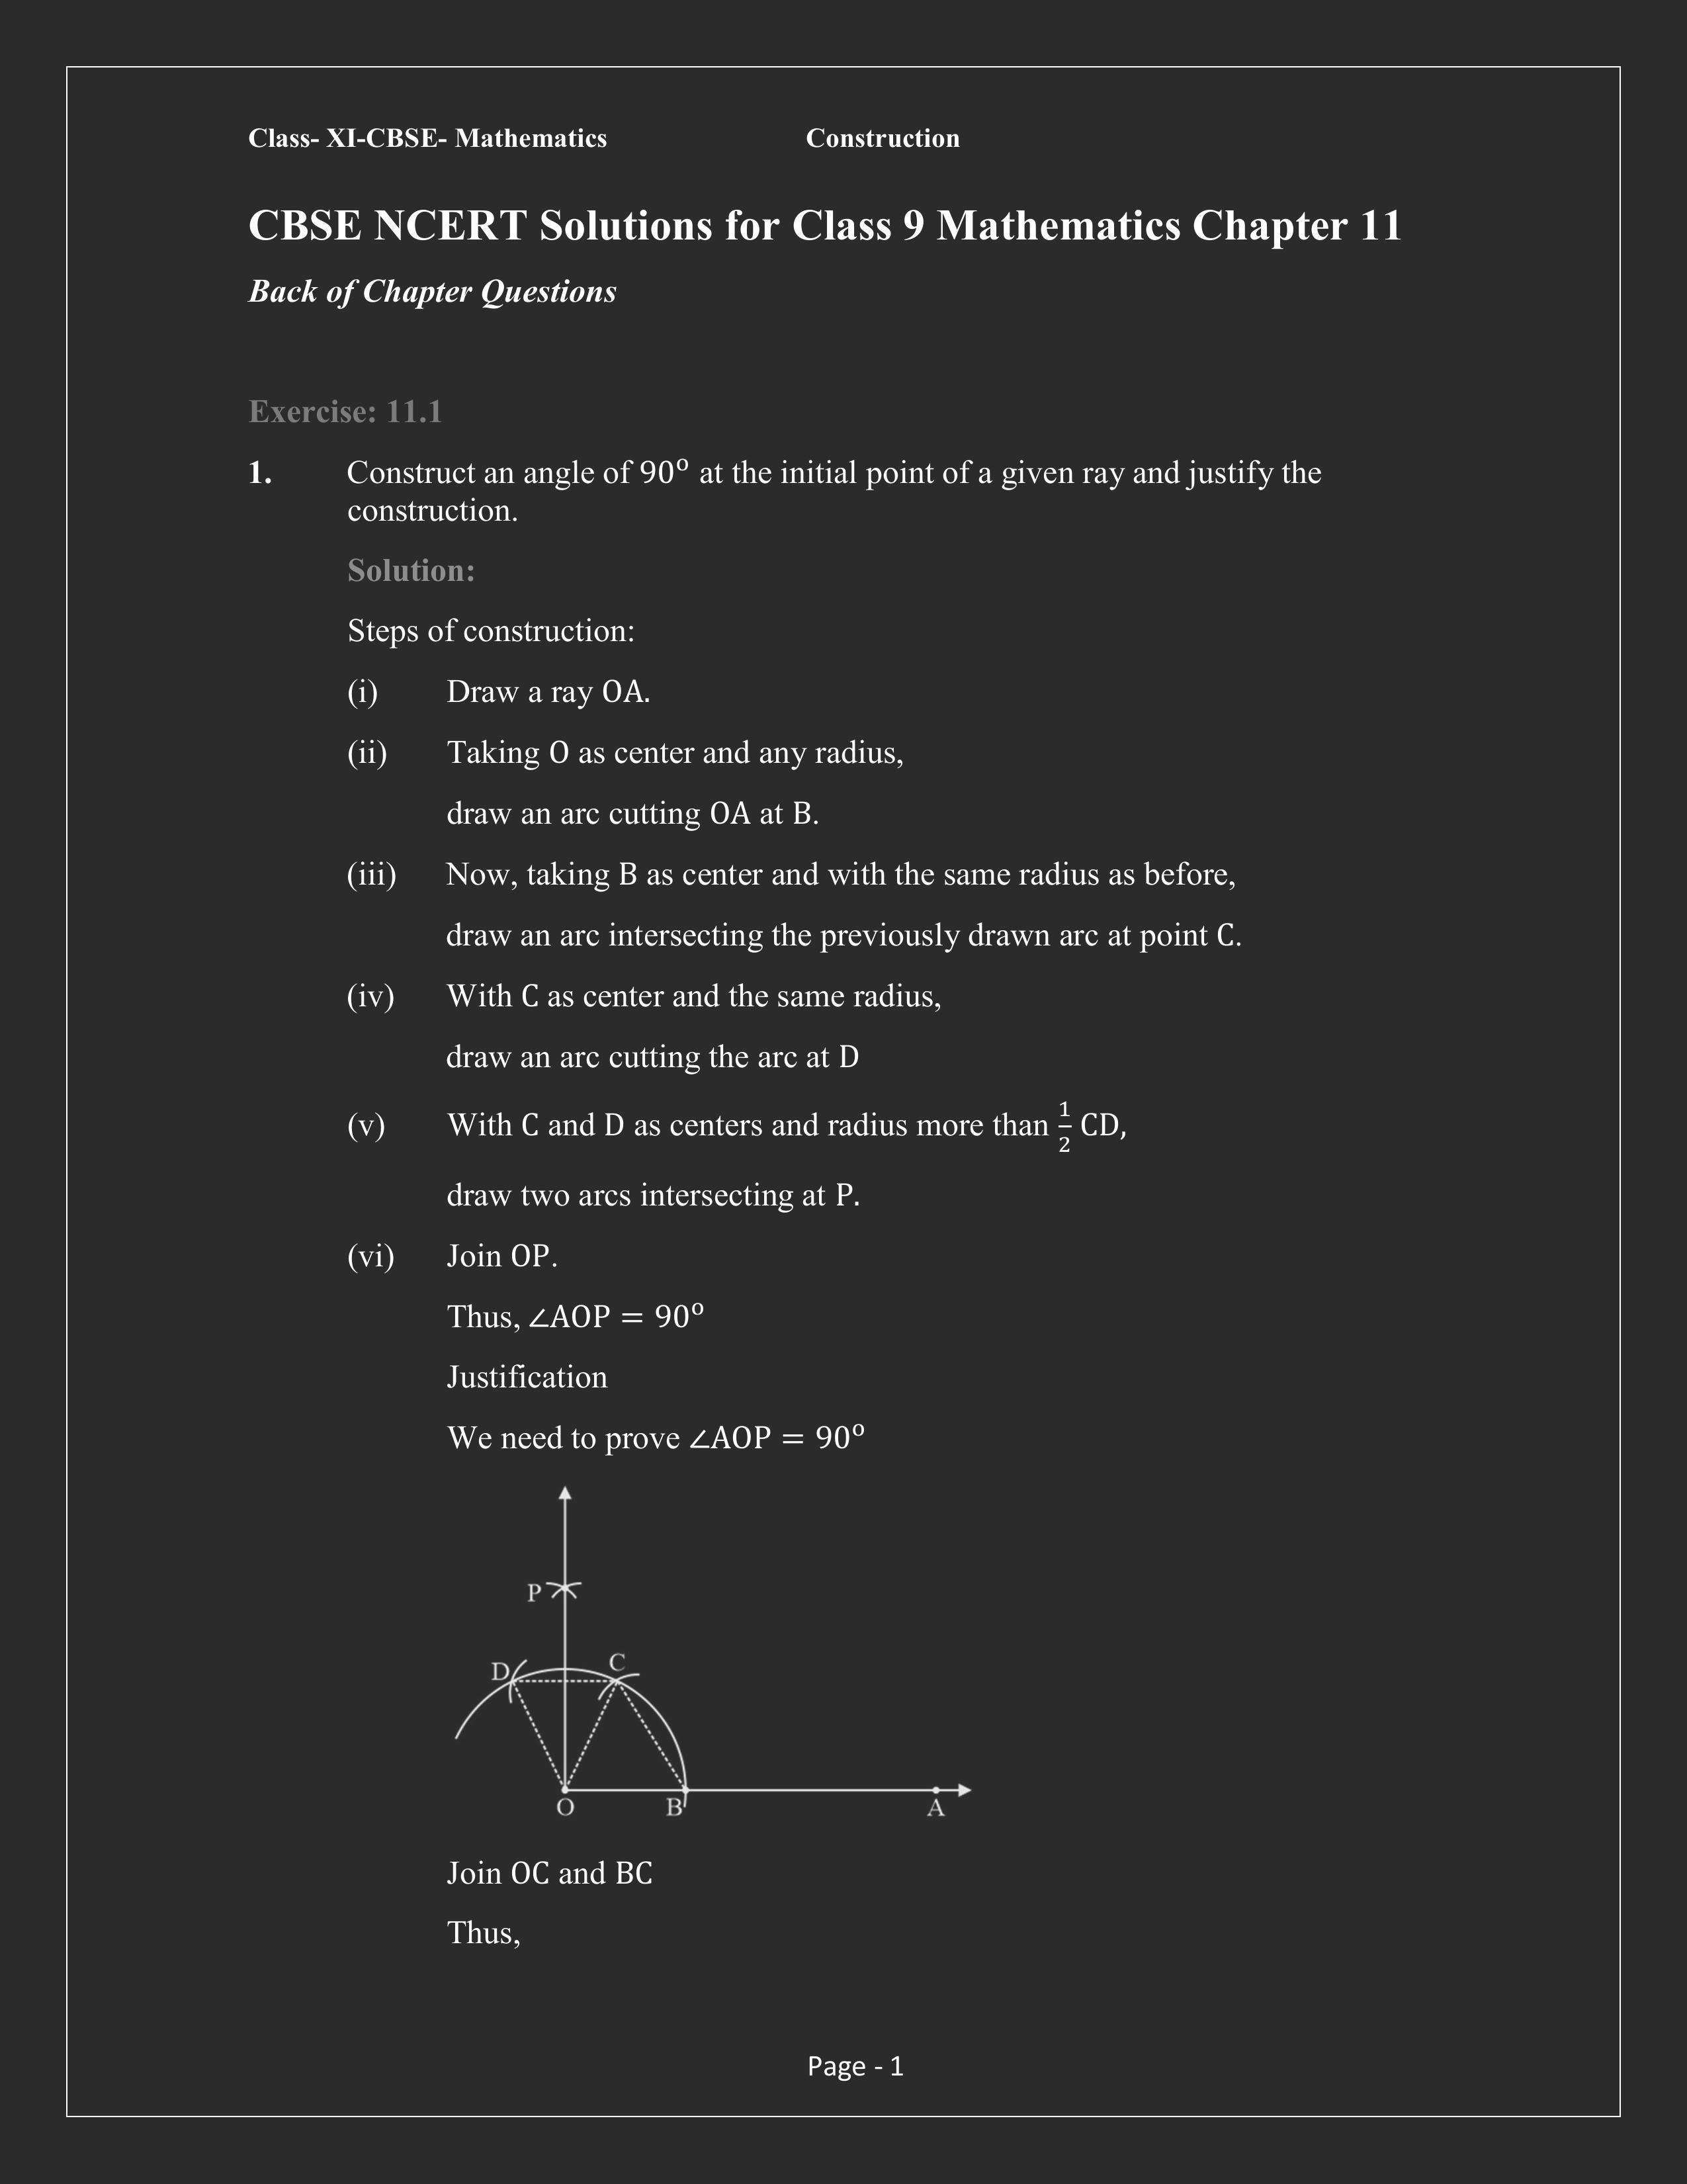 Class- XI-CBSE- Mathematics Construction
CBSE NCERT Solutions for Class 9 Mathematics Chapter 11
Back of Chapter Questions
Exercise: 11.1
1. Construct an angle of 90° at the initial point of a given ray and justify the
construction.
Solution:
Steps of construction:
(i) Draw a ray OA.
(ii) Taking O as center and any radius,
draw an arc cutting OA at B.
(iii) Now, taking B as center and with the same radius as before,
draw an arc intersecting the previously drawn arc at point C.
(iv) With C as center and the same radius,
draw an arc cutting the arc at D
(v) With C and D as centers and radius more than 1/2 CD,
draw two arcs intersecting at P.
(vi) Join OP.
Thus, ∠AOP = 90°
Justification
We need to prove ∠AOP = 90°
P
D C
O B A
Join OC and BC
Thus,
Page - 1